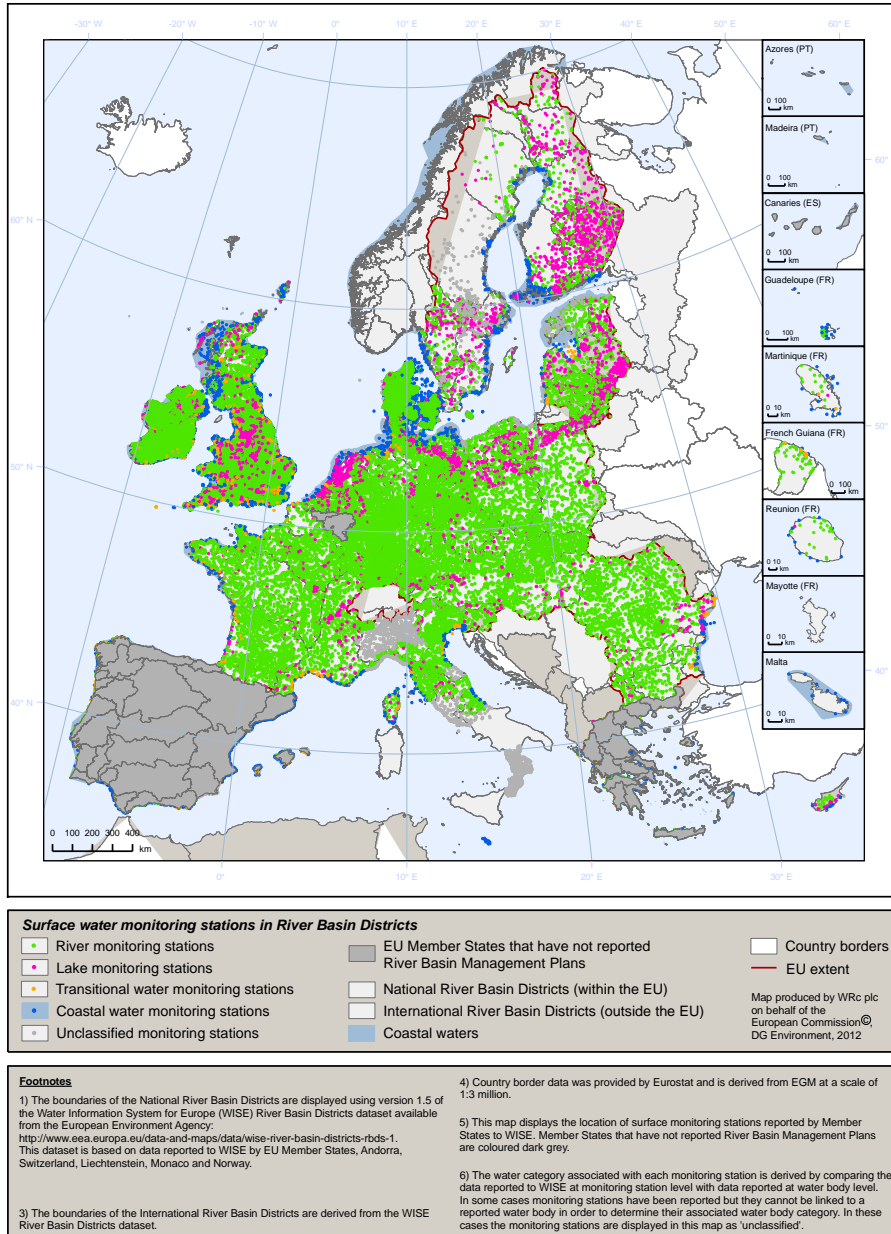 -30° W
-20° W
-10° W
0°
10° E
20° E
30° E
40° E
50° E
60° E
60° N
50° N
40° N
60°
50°
40°
0°
10° E
20° E
30° E
0 100 200 300 400
km
Azores (PT)
0 100
km
Madeira (PT)
0 100
km
Canaries (ES)
0 100
km
Guadeloupe (FR)
0 100
km
Martinique (FR)
0 10
km
French Guiana (FR)
0 100
km
Reunion (FR)
0 10
km
Mayotte (FR)
0 10
km
Malta
0 10
km
Surface water monitoring stations in River Basin Districts
River monitoring stations
Lake monitoring stations
Transitional water monitoring stations
Coastal water monitoring stations
Unclassified monitoring stations
EU Member States that have not reported
River Basin Management Plans
National River Basin Districts (within the EU)
International River Basin Districts (outside the EU)
Coastal waters
Country borders
EU extent
Map produced by WRc plc
on behalf of the
European Commission©,
DG Environment, 2012
Footnotes
1) The boundaries of the National River Basin Districts are displayed using version 1.5 of
the Water Information System for Europe (WISE) River Basin Districts dataset available
from the European Environment Agency:
http://www.eea.europa.eu/data-and-maps/data/wise-river-basin-districts-rbds-1.
This dataset is based on data reported to WISE by EU Member States, Andorra,
Switzerland, Liechtenstein, Monaco and Norway.
3) The boundaries of the International River Basin Districts are derived from the WISE
River Basin Districts dataset.
4) Country border data was provided by Eurostat and is derived from EGM at a scale of
1:3 million.
5) This map displays the location of surface monitoring stations reported by Member
States to WISE. Member States that have not reported River Basin Management Plans
are coloured dark grey.
6) The water category associated with each monitoring station is derived by comparing the
data reported to WISE at monitoring station level with data reported at water body level.
In some cases monitoring stations have been reported but they cannot be linked to a
reported water body in order to determine their associated water body category. In these
cases the monitoring stations are displayed in this map as 'unclassified'.